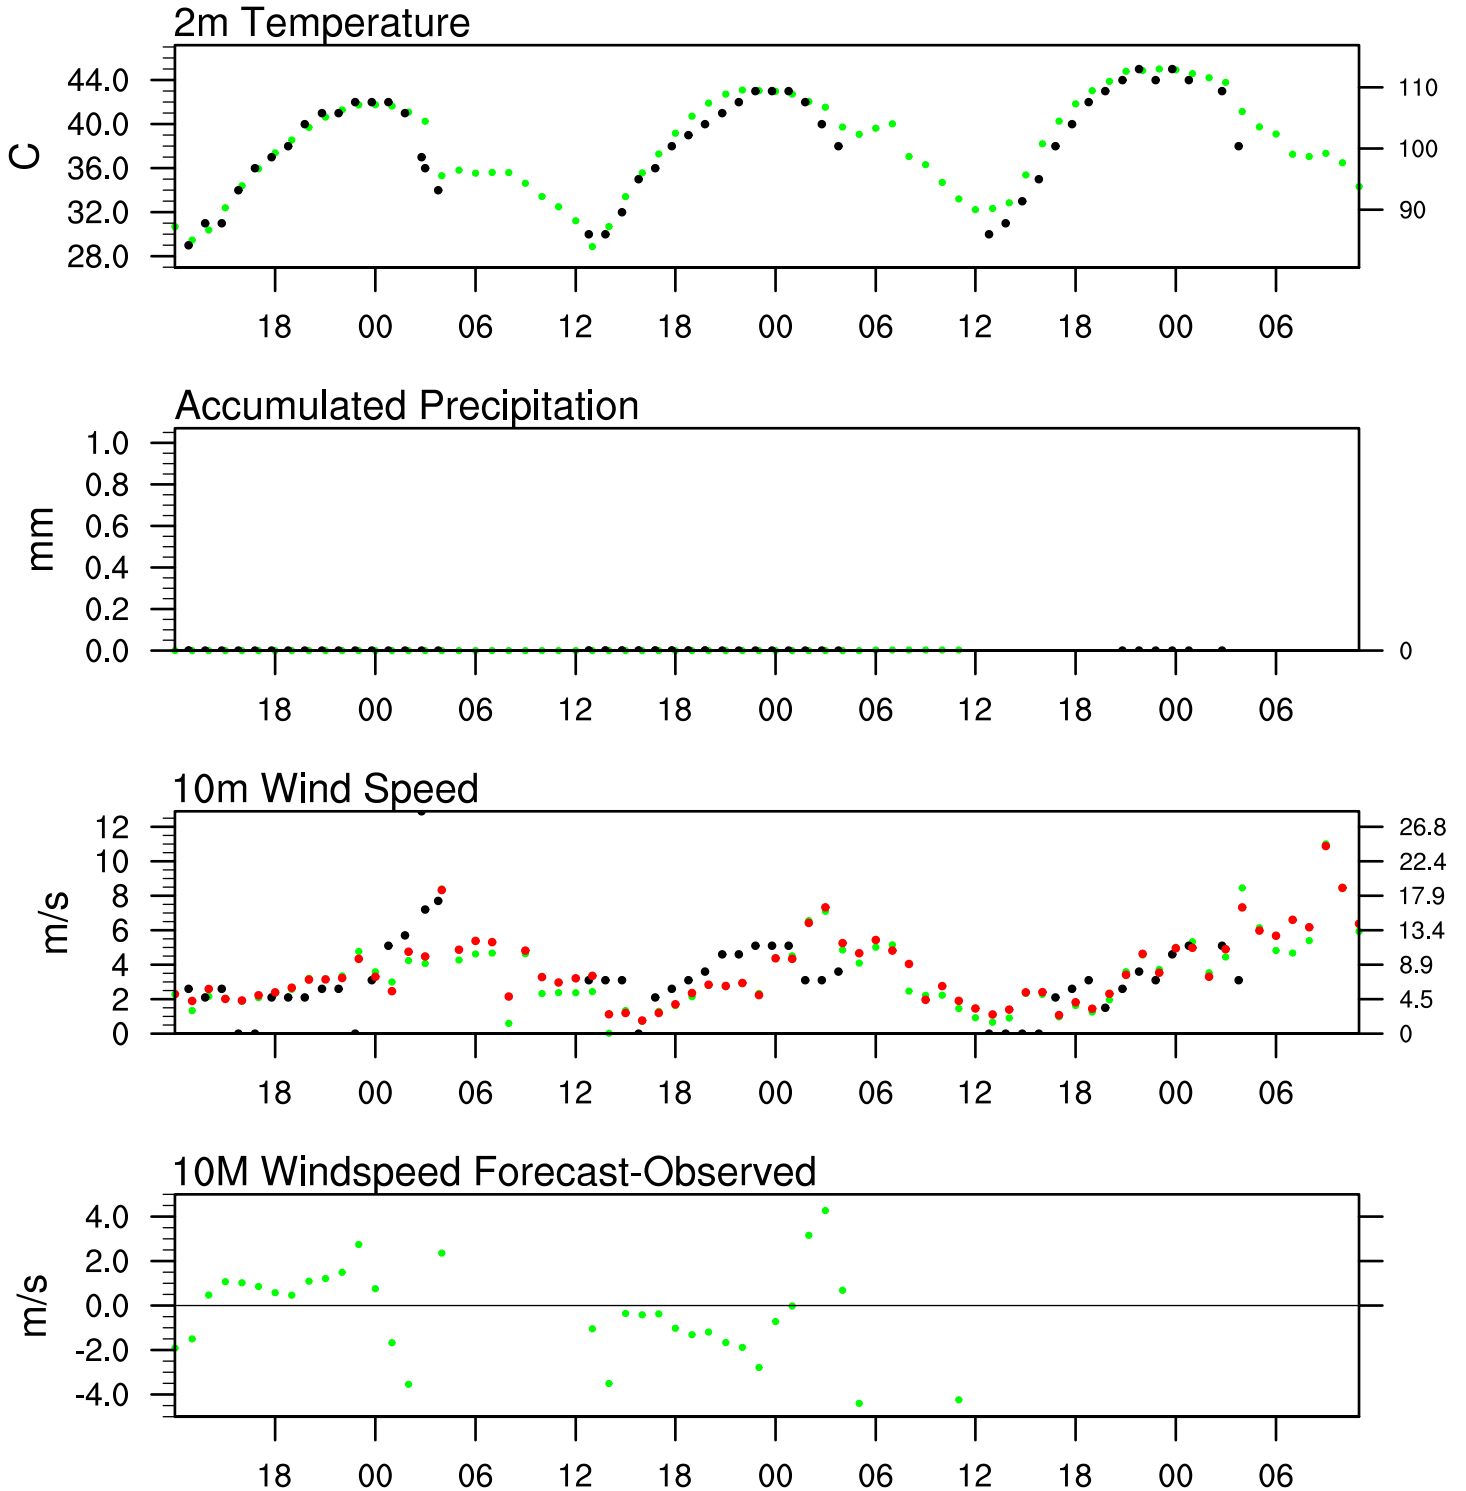 2m Temperature
44.0
40.0
36.0
32.0
28.0
C
110
100
90
18 00 06 12 18 00 06 12 18 00 06
Accumulated Precipitation
1.0
0.8
0.6
0.4
0.2
0.0
mm
0
18 00 06 12 18 00 06 12 18 00 06
10m Wind Speed
12
10
8
6
4
2
0
m/s
26.8
22.4
17.9
13.4
8.9
4.5
0
18 00 06 12 18 00 06 12 18 00 06
10M Windspeed Forecast-Observed
4.0
2.0
0.0
-2.0
-4.0
m/s
18 00 06 12 18 00 06 12 18 00 06